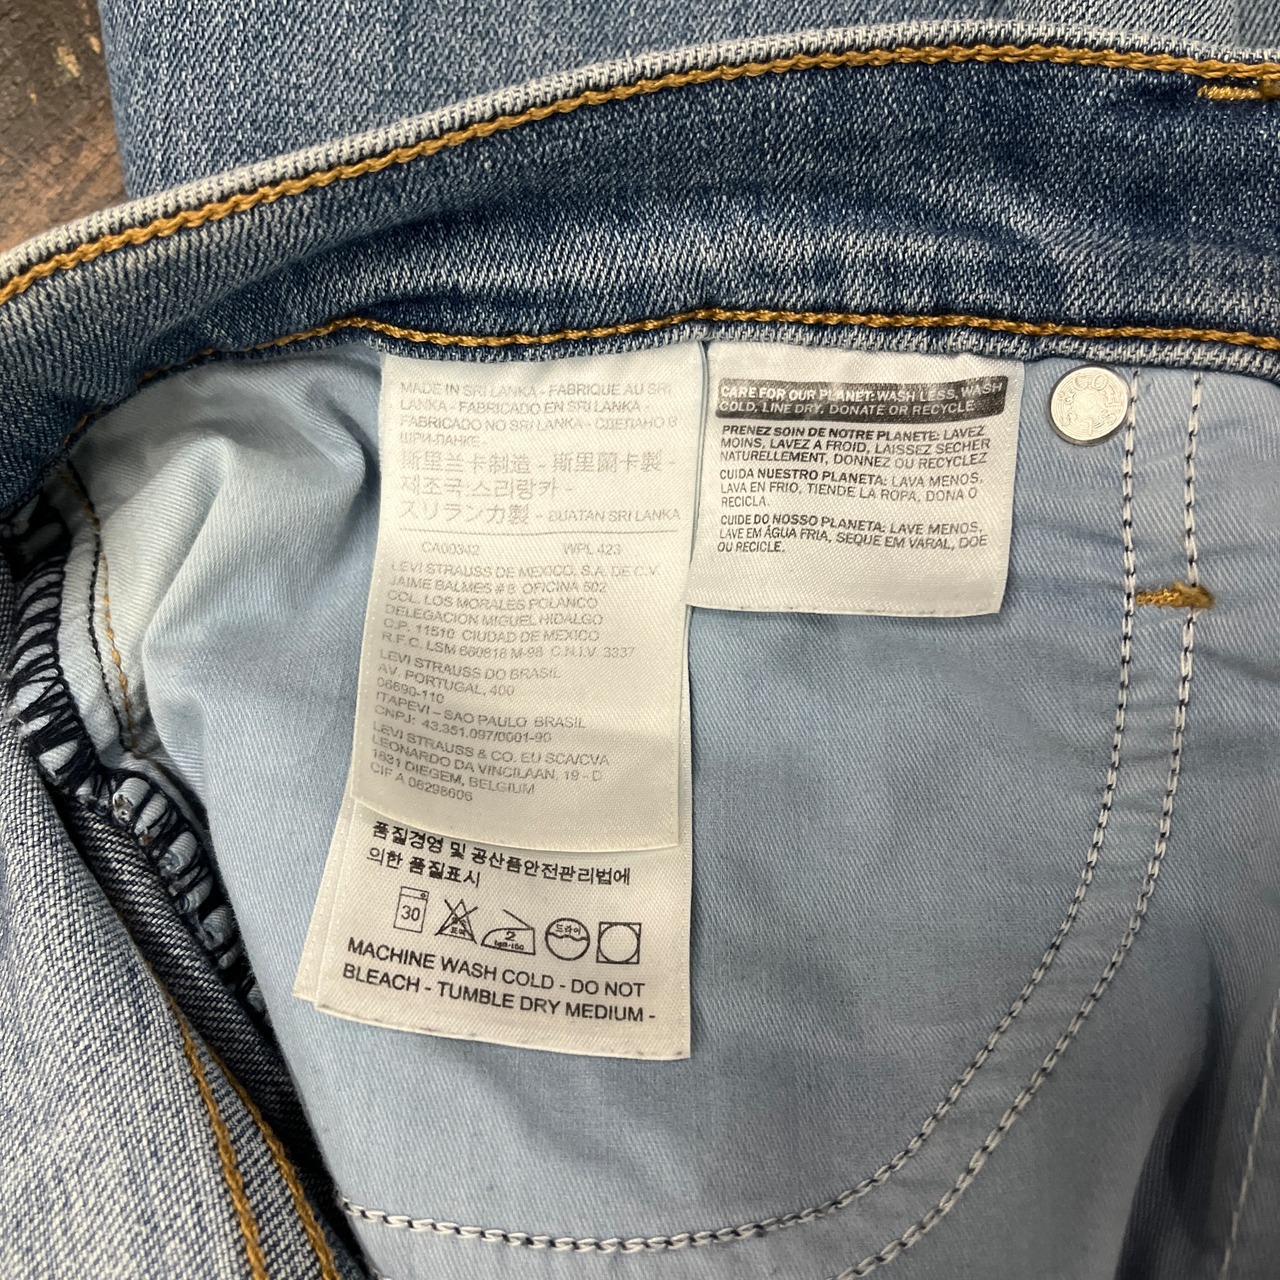 MADE IN SRI LANKA - FABRIQUE AU SRI
LANKA - FABRICADO EN SRI LANKA -
FABRICADO NO SRI LANKA - СДЕЛАНО В
ШРИ-ЛАНКЕ -
斯里兰卡制造 - 斯里蘭卡製 -
제조국:스리랑카 -
スリランカ製 - BUATAN SRI LANKA
CA00342 WPL 423
LEVI STRAUSS DE MEXICO, S.A. DE C.V.
JAIME BALMES # 8 OFICINA 602
COL. LOS MORALES POLANCO
DELEGACION MIGUEL HIDALGO
C.P. 11510 CIUDAD DE MEXICO
R.F.C. LSM 660818 M-98 C.N.I.V. 3337
LEVI STRAUSS DO BRASIL
AV. PORTUGAL, 400
06690-110
ITAPEVI – SAO PAULO BRASIL
CNPJ: 43.351.097/0001-90
LEVI STRAUSS & CO. EU SCA/CVA
LEONARDO DA VINCILAAN, 19 - D
1831 DIEGEM, BELGIUM
CIF A 08298606
품질경영 및 공산품안전관리법에
의한 품질표시
30
2
드라이
MACHINE WASH COLD - DO NOT
BLEACH - TUMBLE DRY MEDIUM -
CARE FOR OUR PLANET: WASH LESS, WASH
COLD, LINE DRY, DONATE OR RECYCLE
PRENEZ SOIN DE NOTRE PLANETE: LAVEZ
MOINS, LAVEZ A FROID, LAISSEZ SECHER
NATURELLEMENT, DONNEZ OU RECYCLEZ
CUIDA NUESTRO PLANETA: LAVA MENOS,
LAVA EN FRIO, TIENDE LA ROPA, DONA O
RECICLA.
CUIDE DO NOSSO PLANETA: LAVE MENOS,
LAVE EM ÁGUA FRIA, SEQUE EM VARAL, DOE
OU RECICLE.